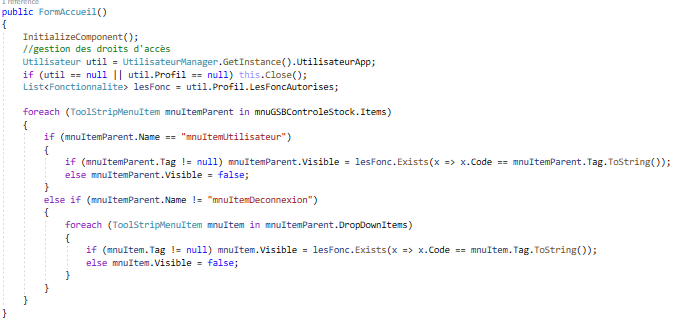 1 référence
public FormAccueil()
{
InitializeComponent();
//gestion des droits d'accès
Utilisateur util = UtilisateurManager.GetInstance().UtilisateurApp;
if (util == null || util.Profil == null) this.Close();
List<Fonctionnalite> lesFonc = util.Profil.LesFoncAutorises;
foreach (ToolStripMenuItem mnuItemParent in mnuGSBControleStock.Items)
{
if (mnuItemParent.Name == "mnuItemUtilisateur")
{
if (mnuItemParent.Tag != null) mnuItemParent.Visible = lesFonc.Exists(x => x.Code == mnuItemParent.Tag.ToString());
else mnuItemParent.Visible = false;
}
else if (mnuItemParent.Name != "mnuItemDeconnexion")
{
foreach (ToolStripMenuItem mnuItem in mnuItemParent.DropDownItems)
{
if (mnuItem.Tag != null) mnuItem.Visible = lesFonc.Exists(x => x.Code == mnuItem.Tag.ToString());
else mnuItem.Visible = false;
}
}
}
}